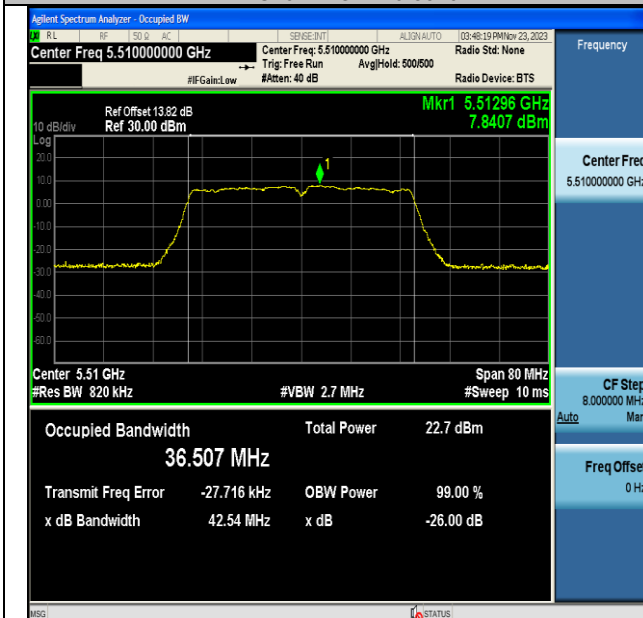 Agilent Spectrum Analyzer - Occupied BW
RL RF 50 Ω AC SENSE:INT ALIGN AUTO 03:48:19 PM Nov 23, 2023
Center Freq 5.510000000 GHz
Center Freq: 5.510000000 GHz Radio Std: None
Trig: Free Run Avg|Hold: 500/500
#IFGain:Low #Atten: 40 dB Radio Device: BTS
Frequency
Ref Offset 13.82 dB
10 dB/div Ref 30.00 dBm
Mkr1 5.51296 GHz
7.8407 dBm
Log
20.0
10.0
0.00
-10.0
-20.0
-30.0
-40.0
-50.0
-60.0
1
Center Freq
5.510000000 GHz
Center 5.51 GHz Span 80 MHz
#Res BW 820 kHz #VBW 2.7 MHz #Sweep 10 ms
CF Step
8.000000 MHz
Auto Man
Occupied Bandwidth Total Power 22.7 dBm
36.507 MHz
Freq Offset
0 Hz
Transmit Freq Error -27.716 kHz OBW Power 99.00 %
x dB Bandwidth 42.54 MHz x dB -26.00 dB
MSG STATUS